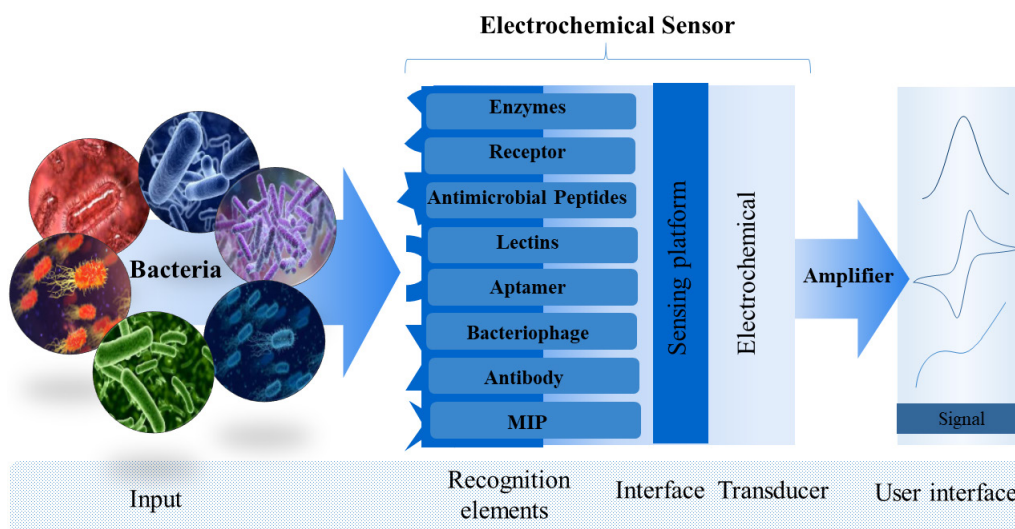 Electrochemical Sensor
Bacteria
Enzymes
Receptor
Antimicrobial Peptides
Lectins
Aptamer
Bacteriophage
Antibody
MIP
Sensing platform
Electrochemical
Amplifier
Signal
Input
Recognition
elements
Interface
Transducer
User interface